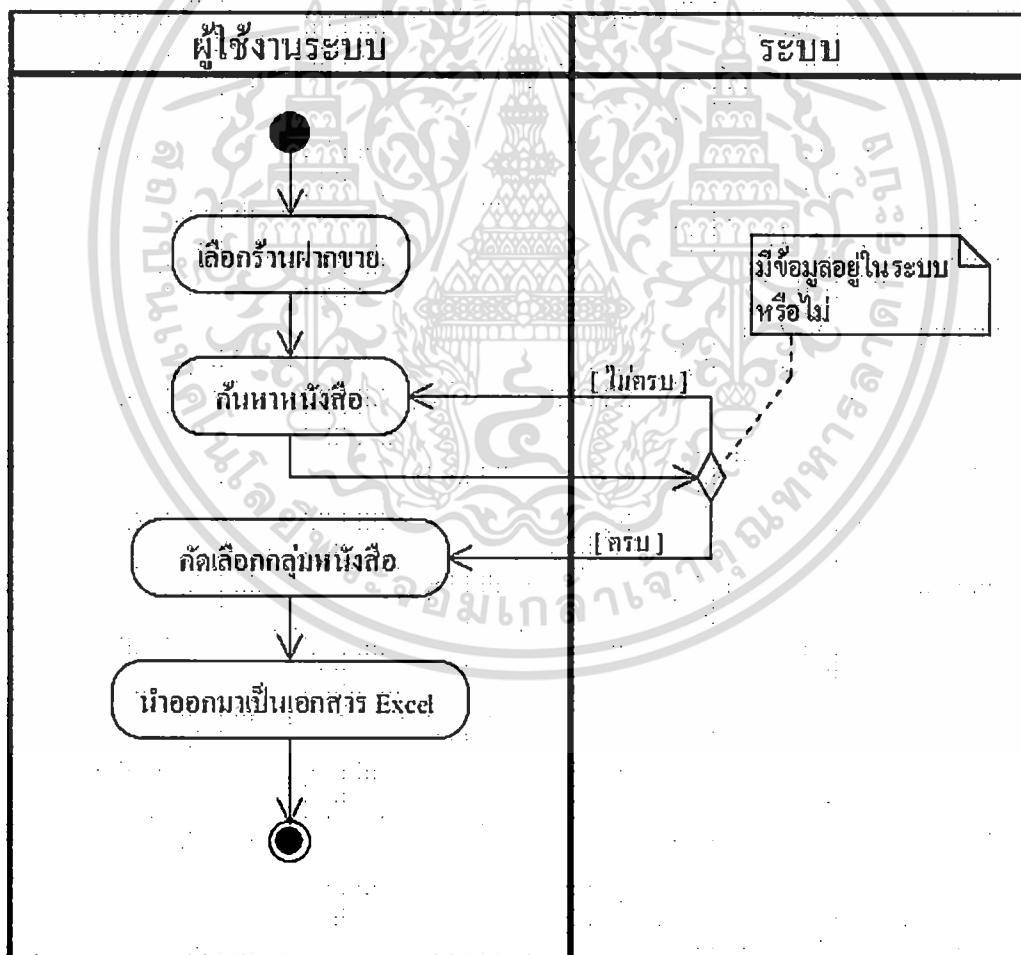 ผู้ใช้งานระบบ
ระบบ
เลือกร้านฝากขาย
มีข้อมูลอยู่ในระบบ
หรือไม่
ค้นหาหนังสือ
[ ไม่ครบ ]
[ ครบ ]
คัดเลือกกลุ่มหนังสือ
นำออกมาเป็นเอกสาร Excel